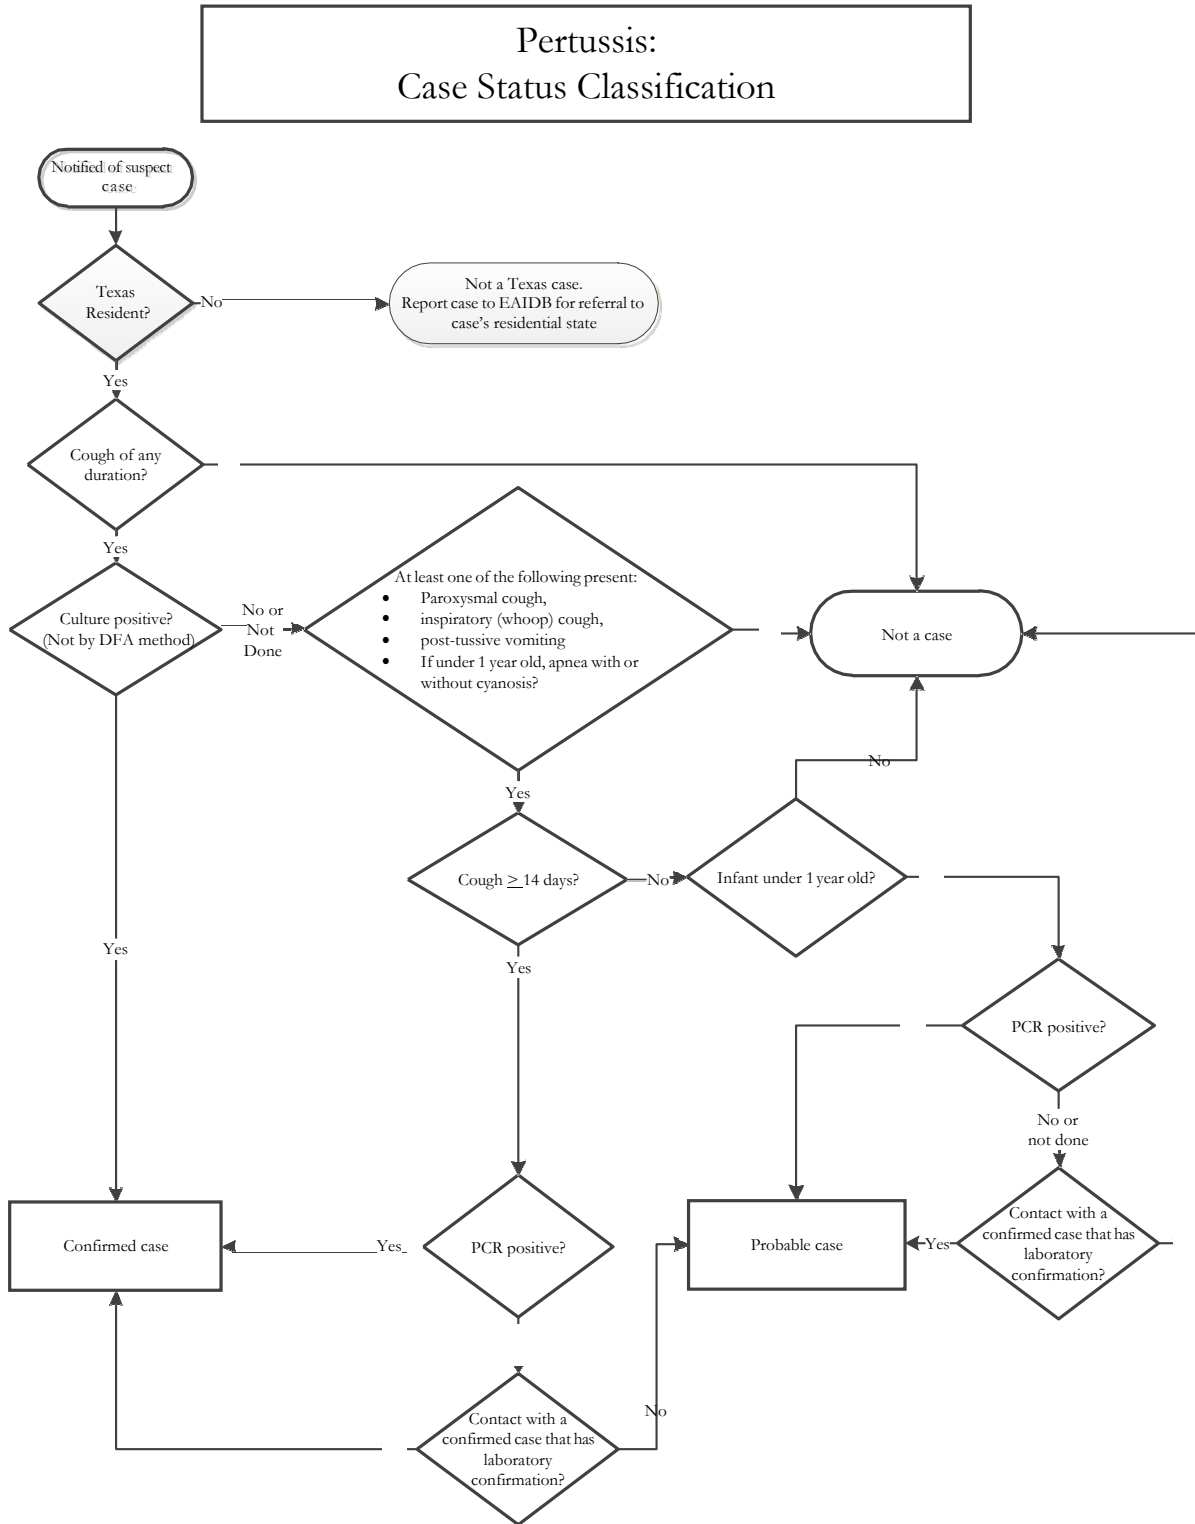 Pertussis:
Case Status Classification
Notified of suspect
case
Texas
Resident?
No
Not a Texas case.
Report case to EAIDB for referral to
case's residential state
Yes
Cough of any
duration?
Yes
Culture positive?
(Not by DFA method)
No or
Not
Done
At least one of the following present:
• Paroxysmal cough,
• inspiratory (whoop) cough,
• post-tussive vomiting
• If under 1 year old, apnea with or
without cyanosis?
Not a case
No
Yes
Cough ≥ 14 days?
No
Infant under 1 year old?
Yes
Yes
PCR positive?
No or
not done
Confirmed case
Yes
PCR positive?
Probable case
Yes
Contact with a
confirmed case that has
laboratory
confirmation?
No
Contact with a
confirmed case that has
laboratory
confirmation?